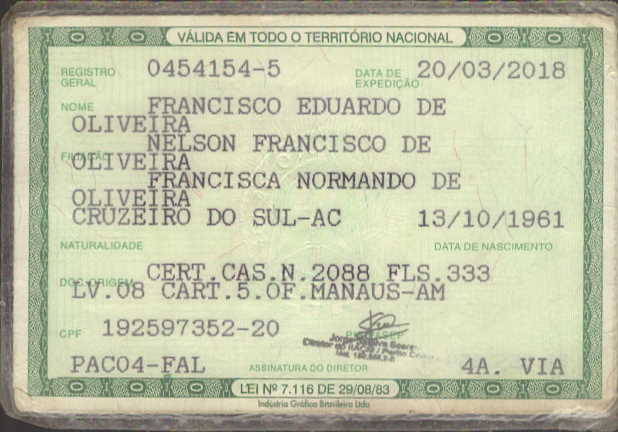 VÁLIDA EM TODO O TERRITÓRIO NACIONAL
REGISTRO GERAL 0454154-5 DATA DE EXPEDIÇÃO 20/03/2018
NOME FRANCISCO EDUARDO DE
OLIVEIRA
NELSON FRANCISCO DE
FILIAÇÃO OLIVEIRA
FRANCISCA NORMANDO DE
OLIVEIRA
CRUZEIRO DO SUL-AC 13/10/1961
NATURALIDADE DATA DE NASCIMENTO
DOC. ORIGEM CERT.CAS.N.2088 FLS.333
LV.08 CART.5.OF.MANAUS-AM
CPF 192597352-20
PAC04-FAL ASSINATURA DO DIRETOR 4A. VIA
LEI Nº 7.116 DE 29/08/83
Indústria Gráfica Brasileira Ltda